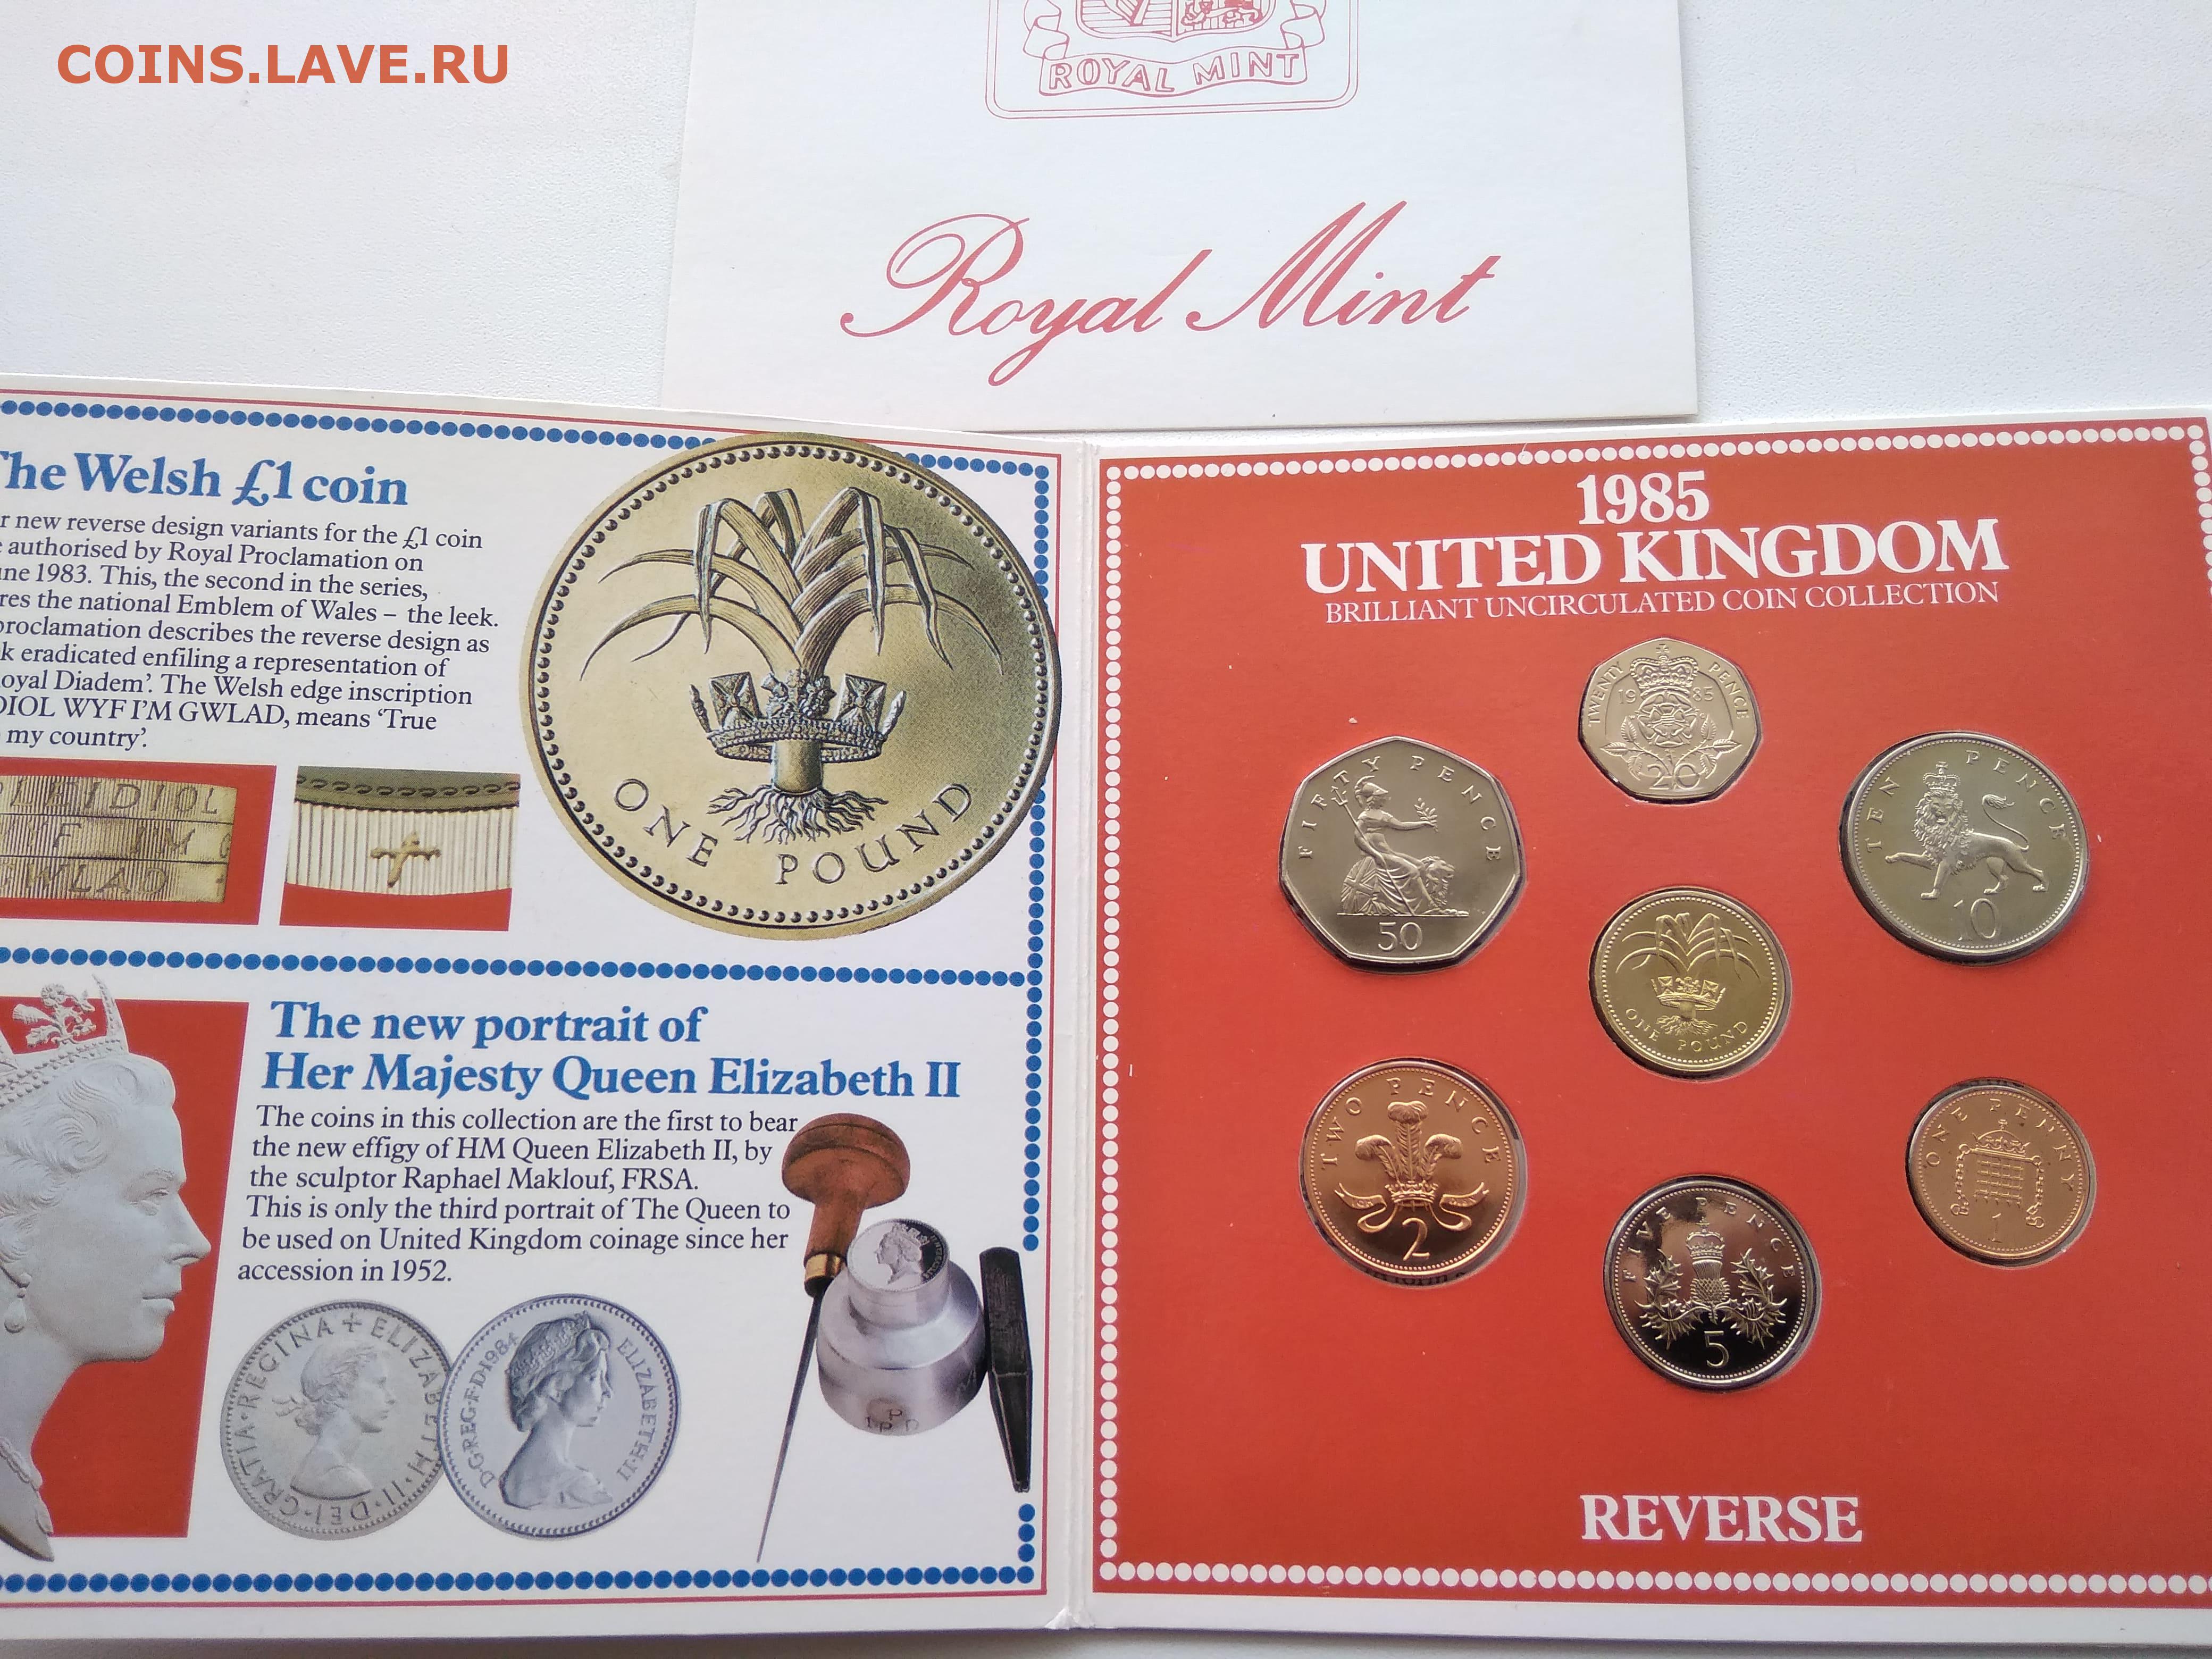 COINS.LAVE.RU
ROYAL MINT
Royal Mint
The Welsh £1 coin
r new reverse design variants for the £1 coin
e authorised by Royal Proclamation on
une 1983. This, the second in the series,
res the national Emblem of Wales – the leek.
proclamation describes the reverse design as
k eradicated enfiling a representation of
oyal Diadem’. The Welsh edge inscription
DIOL WYF I’M GWLAD, means ‘True
my country’.
ONE POUND
LEIDIOL
F I'M G
WLAD
The new portrait of
Her Majesty Queen Elizabeth II
The coins in this collection are the first to bear
the new effigy of HM Queen Elizabeth II, by
the sculptor Raphael Maklouf, FRSA.
This is only the third portrait of The Queen to
be used on United Kingdom coinage since her
accession in 1952.
GRATIA·REGINA+ELIZABETH·II·DEI·
D·G·REG·F·D·1984 ELIZABETH·II
1985
UNITED KINGDOM
BRILLIANT UNCIRCULATED COIN COLLECTION
TWENTY PENCE
1985
20
FIFTY PENCE
50
TEN PENCE
10
ONE POUND
TWO PENCE
2
FIVE PENCE
5
ONE PENNY
1
REVERSE